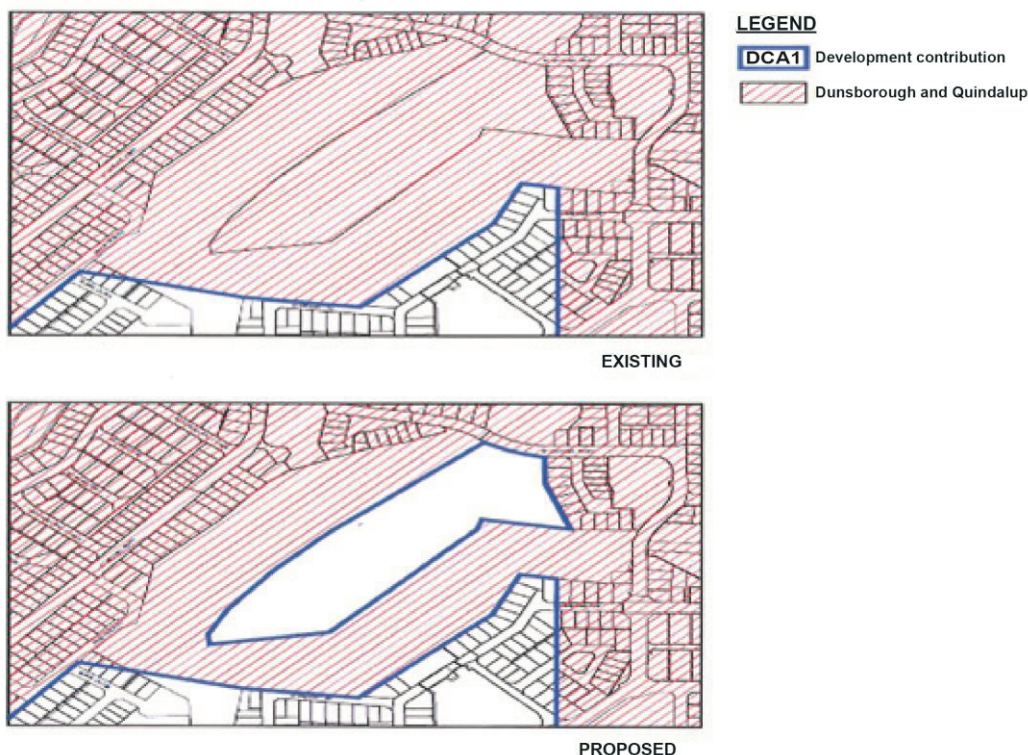 LEGEND
DCA1 Development contribution
Dunsborough and Quindalup
EXISTING
PROPOSED